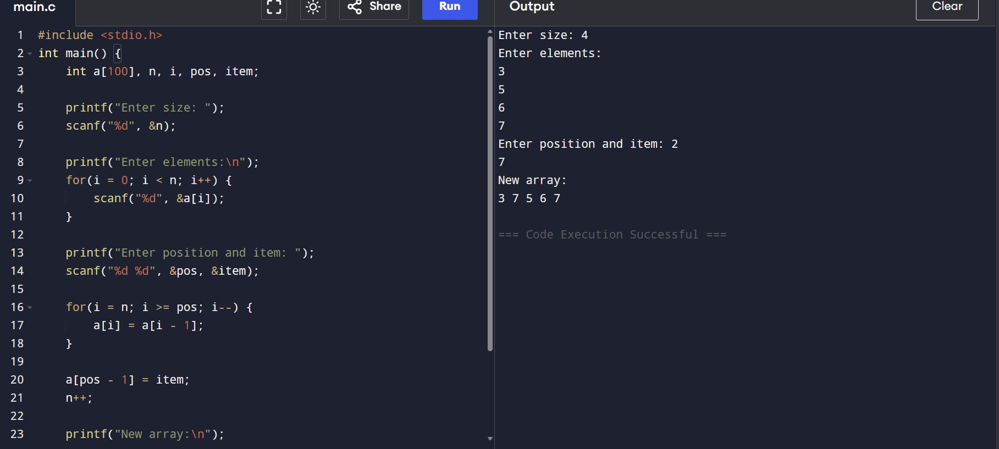 main.c
Share
Run
Output
Clear
1 #include <stdio.h>
2 int main() {
3     int a[100], n, i, pos, item;
4
5     printf("Enter size: ");
6     scanf("%d", &n);
7
8     printf("Enter elements:\n");
9     for(i = 0; i < n; i++) {
10         scanf("%d", &a[i]);
11     }
12
13     printf("Enter position and item: ");
14     scanf("%d %d", &pos, &item);
15
16     for(i = n; i >= pos; i--) {
17         a[i] = a[i - 1];
18     }
19
20     a[pos - 1] = item;
21     n++;
22
23     printf("New array:\n");
Enter size: 4
Enter elements:
3
5
6
7
Enter position and item: 2
7
New array:
3 7 5 6 7
=== Code Execution Successful ===